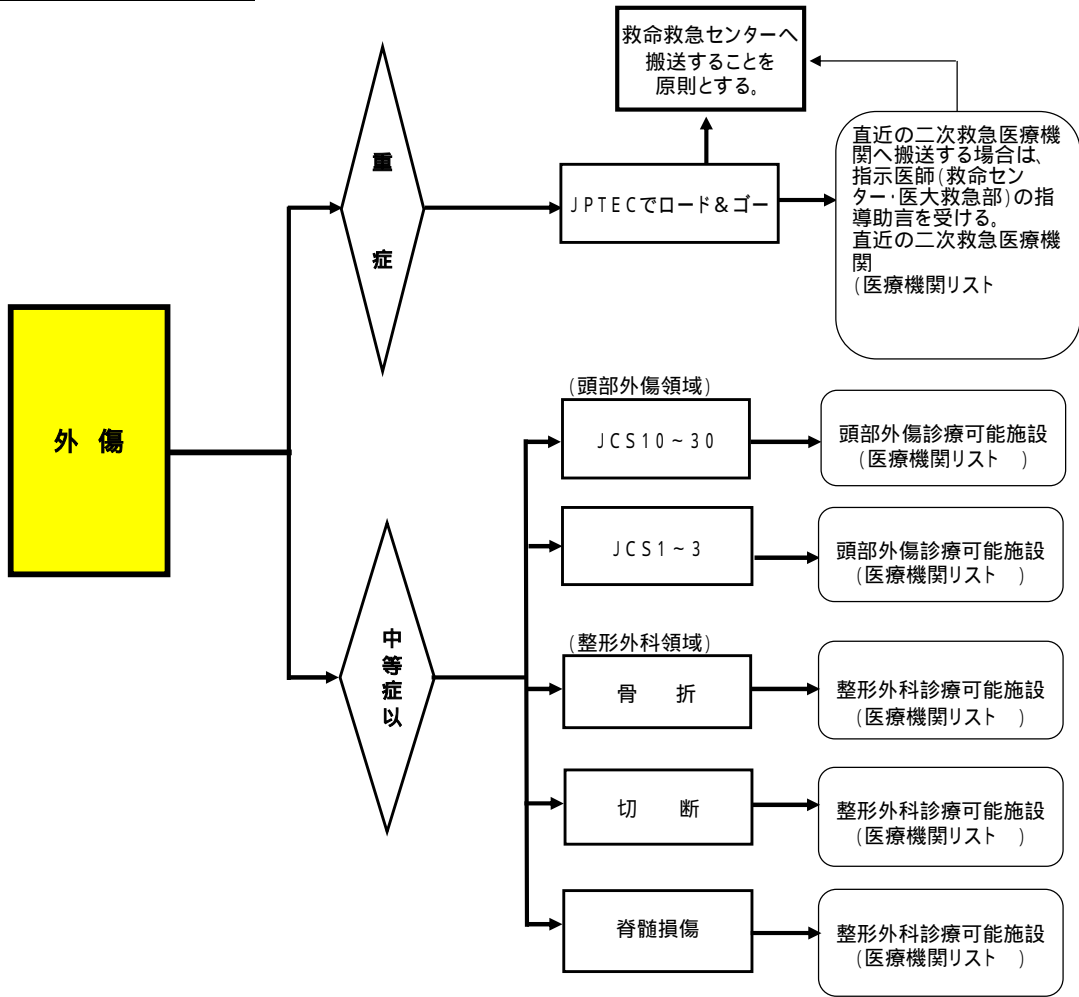 救命救急センターへ
搬送することを
原則とする。
重
症
JPTECでロード&ゴー
直近の二次救急医療機
関へ搬送する場合は、
指示医師(救命セン
ター・医大救急部)の指
導助言を受ける。
直近の二次救急医療機
関
(医療機関リスト
外 傷
(頭部外傷領域)
JCS10~30
頭部外傷診療可能施設
(医療機関リスト )
JCS1~3
頭部外傷診療可能施設
(医療機関リスト )
中
等
症
以
(整形外科領域)
骨 折
整形外科診療可能施設
(医療機関リスト )
切 断
整形外科診療可能施設
(医療機関リスト )
脊髄損傷
整形外科診療可能施設
(医療機関リスト )